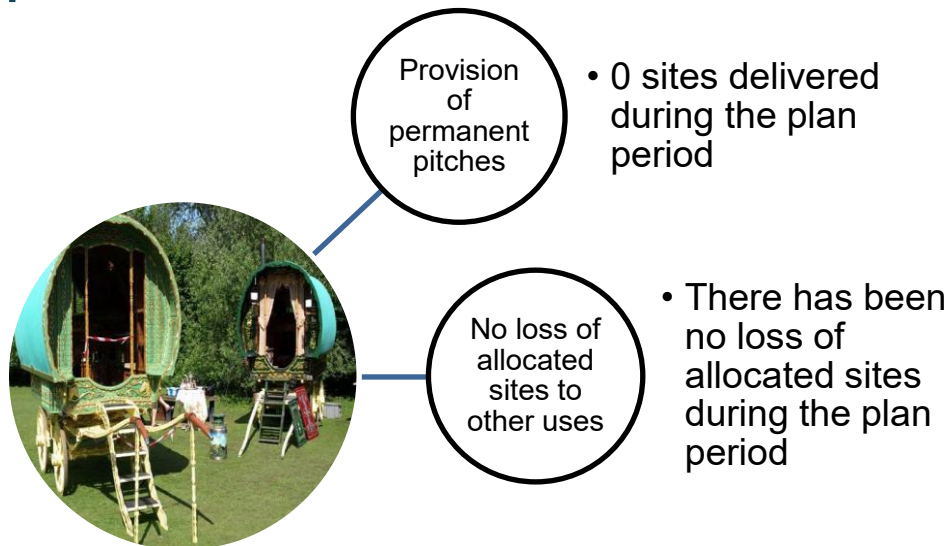 Provision
of
permanent
pitches
• 0 sites delivered
during the plan
period
No loss of
allocated
sites to
other uses
• There has been
no loss of
allocated sites
during the plan
period